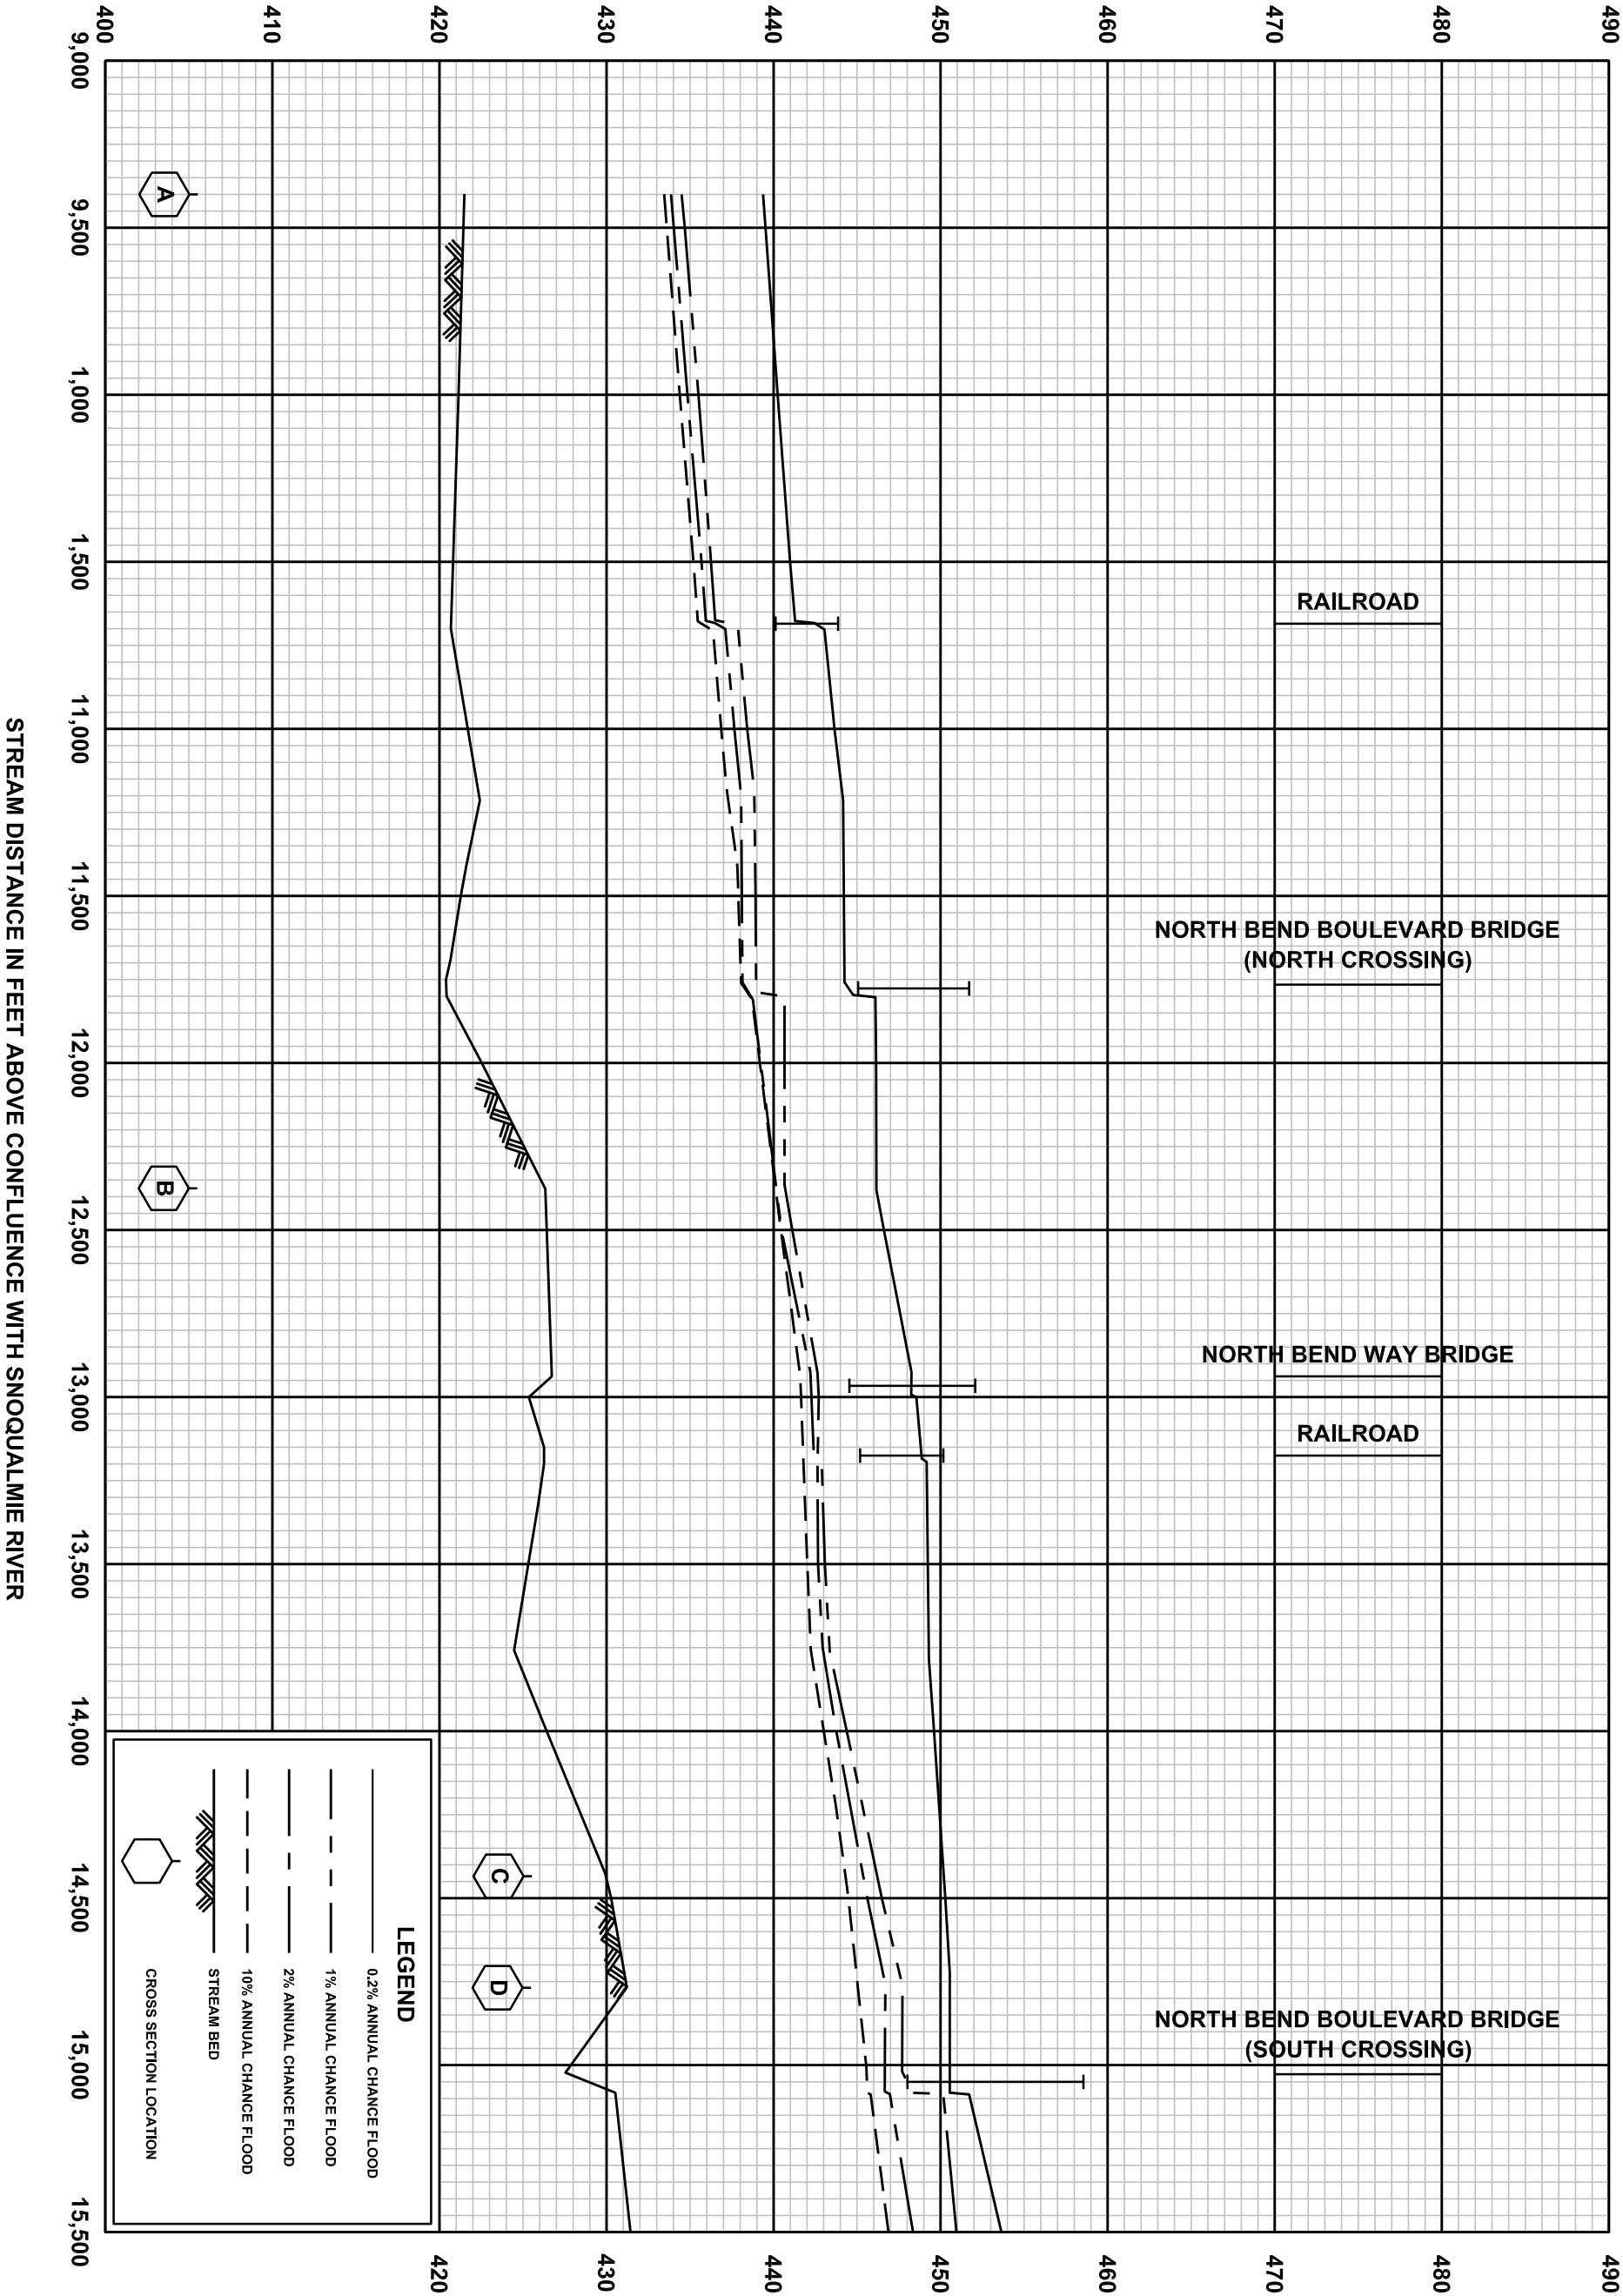 490
480
470
460
450
440
430
420
410
400
RAILROAD
NORTH BEND BOULEVARD BRIDGE
(NORTH CROSSING)
NORTH BEND WAY BRIDGE
RAILROAD
NORTH BEND BOULEVARD BRIDGE
(SOUTH CROSSING)
490
480
470
460
450
440
430
420
A
B
C
D
LEGEND
0.2% ANNUAL CHANCE FLOOD
1% ANNUAL CHANCE FLOOD
2% ANNUAL CHANCE FLOOD
10% ANNUAL CHANCE FLOOD
STREAM BED
CROSS SECTION LOCATION
9,000
9,500
1,000
1,500
11,000
11,500
12,000
12,500
13,000
13,500
14,000
14,500
15,000
15,500
STREAM DISTANCE IN FEET ABOVE CONFLUENCE WITH SNOQUALMIE RIVER